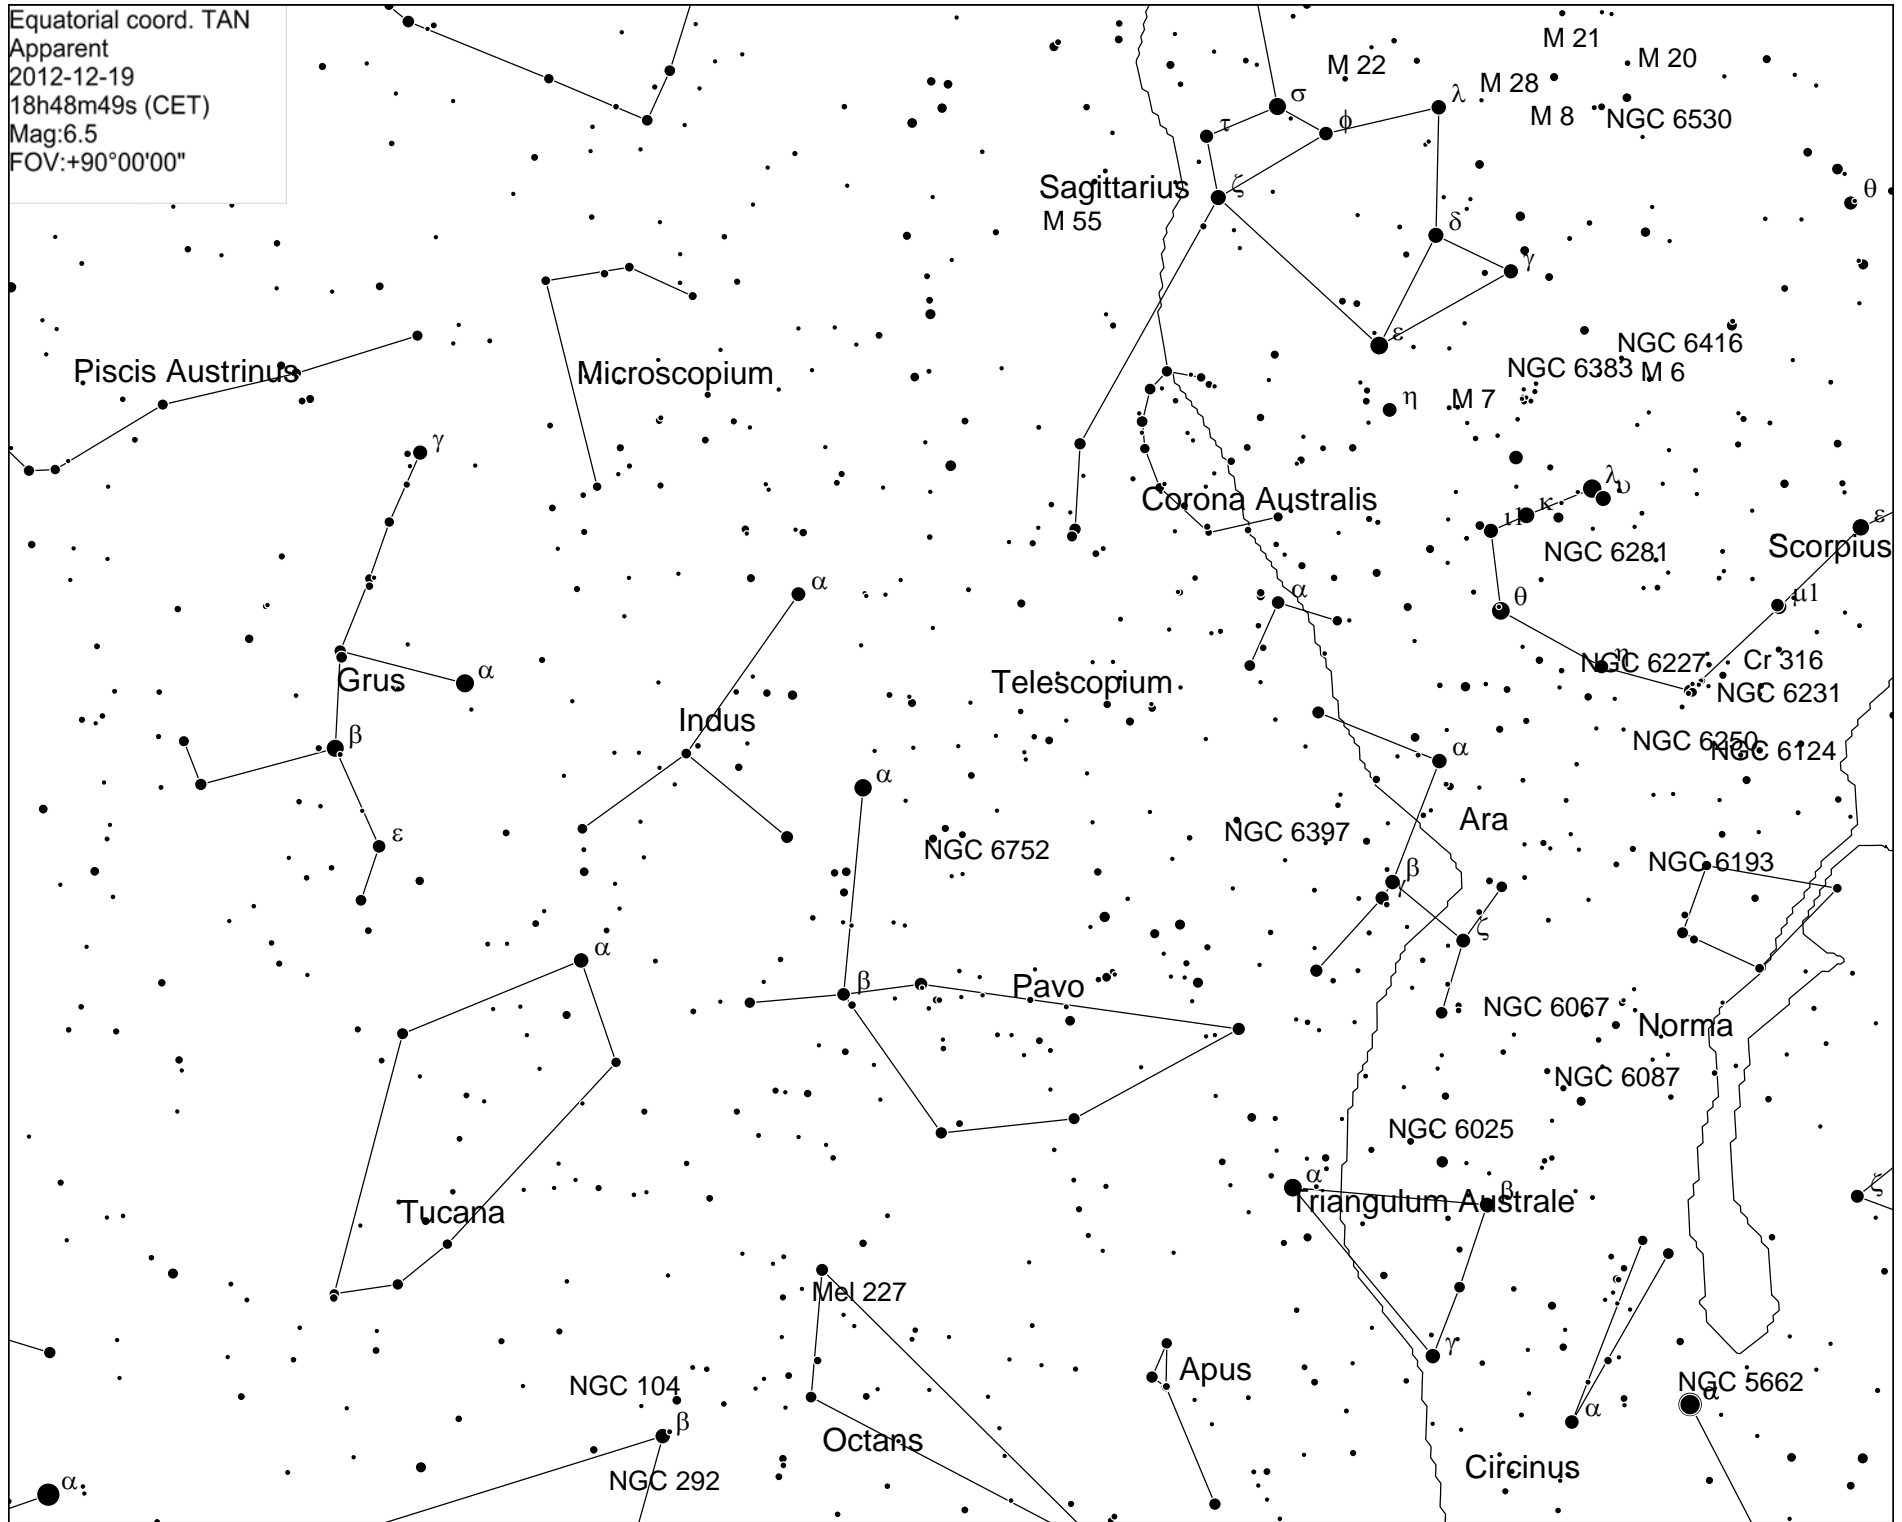 Equatorial coord. TAN
Apparent
2012-12-19
18h48m49s (CET)
Mag:6.5
FOV:+90°00'00"
M 21
M 20
M 22
M 28
σ
λ
M 8
NGC 6530
τ
ϕ
Sagittarius
ζ
θ
M 55
δ
γ
ε
NGC 6416
Piscis Austrinus
Microscopium
NGC 6383
M 6
η
M 7
γ
λ
υ
Corona Australis
ι1
κ
ε
NGC 6281
Scorpius
α
α
θ
μ1
Grus
α
Telescopium
NGC 6227
η
Cr 316
NGC 6231
Indus
β
NGC 6250
NGC 6124
α
α
ε
NGC 6752
NGC 6397
Ara
NGC 6193
β
γ
ζ
α
β
Pavo
NGC 6067
Norma
NGC 6087
NGC 6025
α
β
Triangulum Australe
ζ
Tucana
Mel 227
γ
NGC 104
Apus
NGC 5662
α
α
β
Octans
Circinus
NGC 292
α